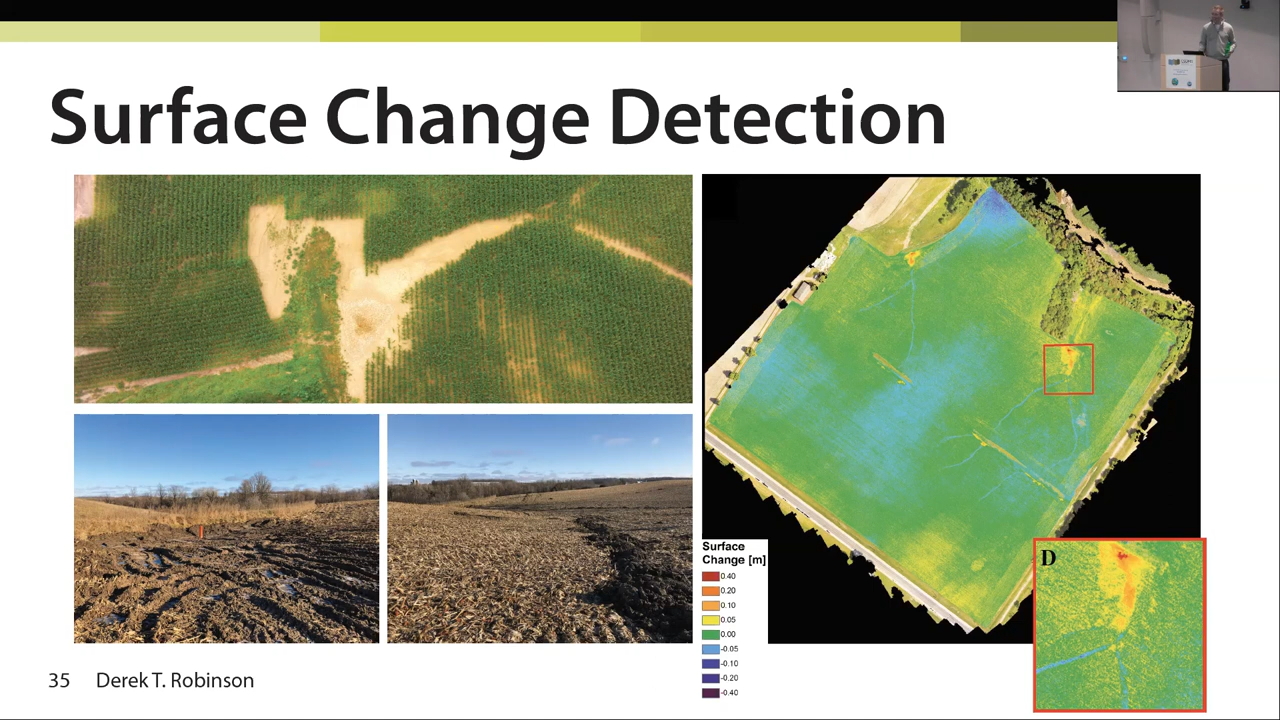 Surface Change Detection
Surface
Change [m]
0.40
0.20
0.10
0.05
0.00
-0.05
-0.10
-0.20
-0.40
D
35 Derek T. Robinson